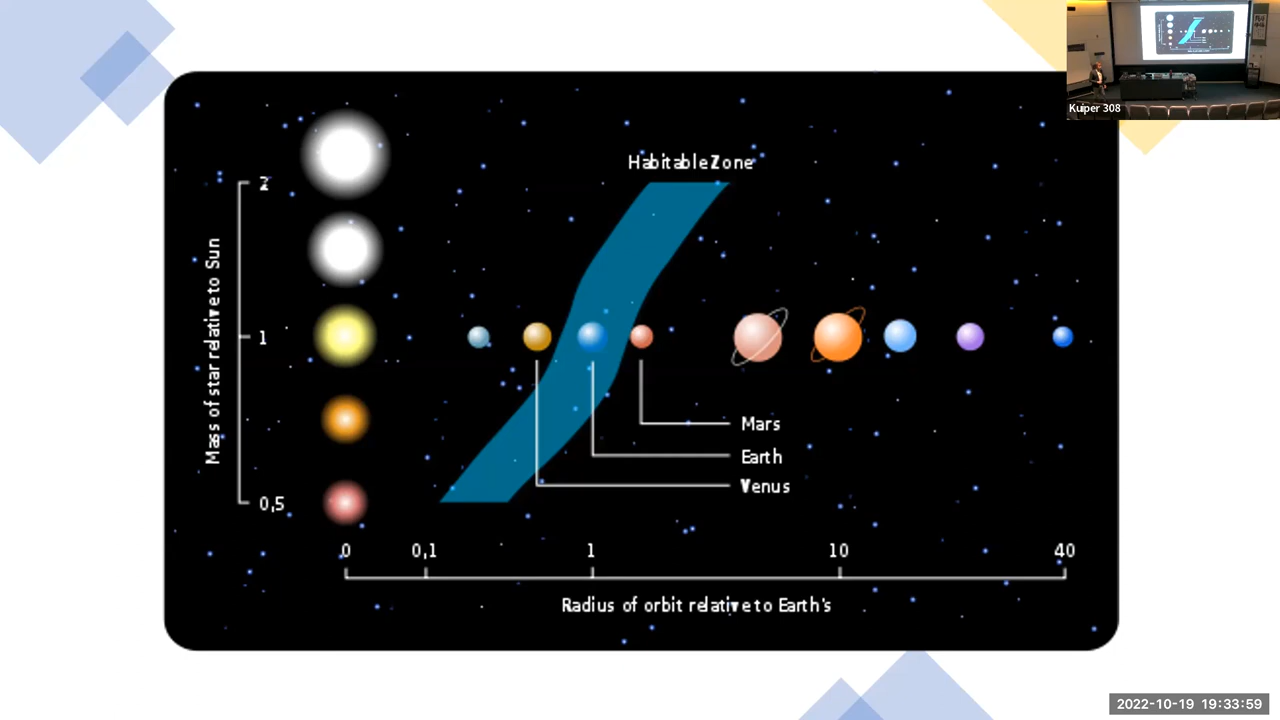 Kuiper 308
Habitable Zone
2
1
0,5
Mass of star relative to Sun
Mars
Earth
Venus
0 0,1 1 10 40
Radius of orbit relative to Earth's
2022-10-19 19:33:59